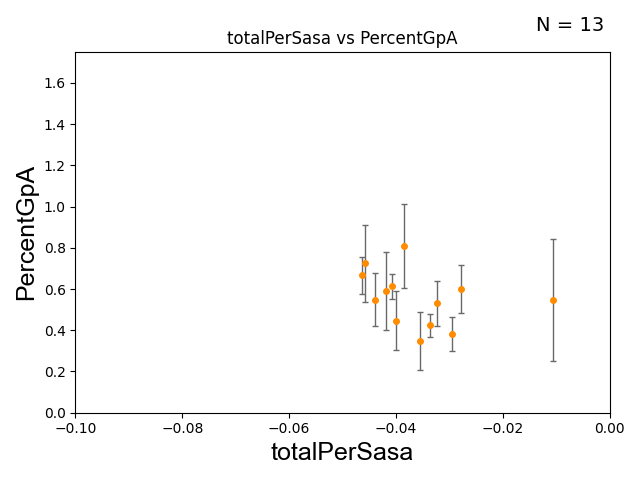 N = 13
totalPerSasa vs PercentGpA
PercentGpA
1.6
1.4
1.2
1.0
0.8
0.6
0.4
0.2
0.0
−0.10 −0.08 −0.06 −0.04 −0.02 0.00
totalPerSasa